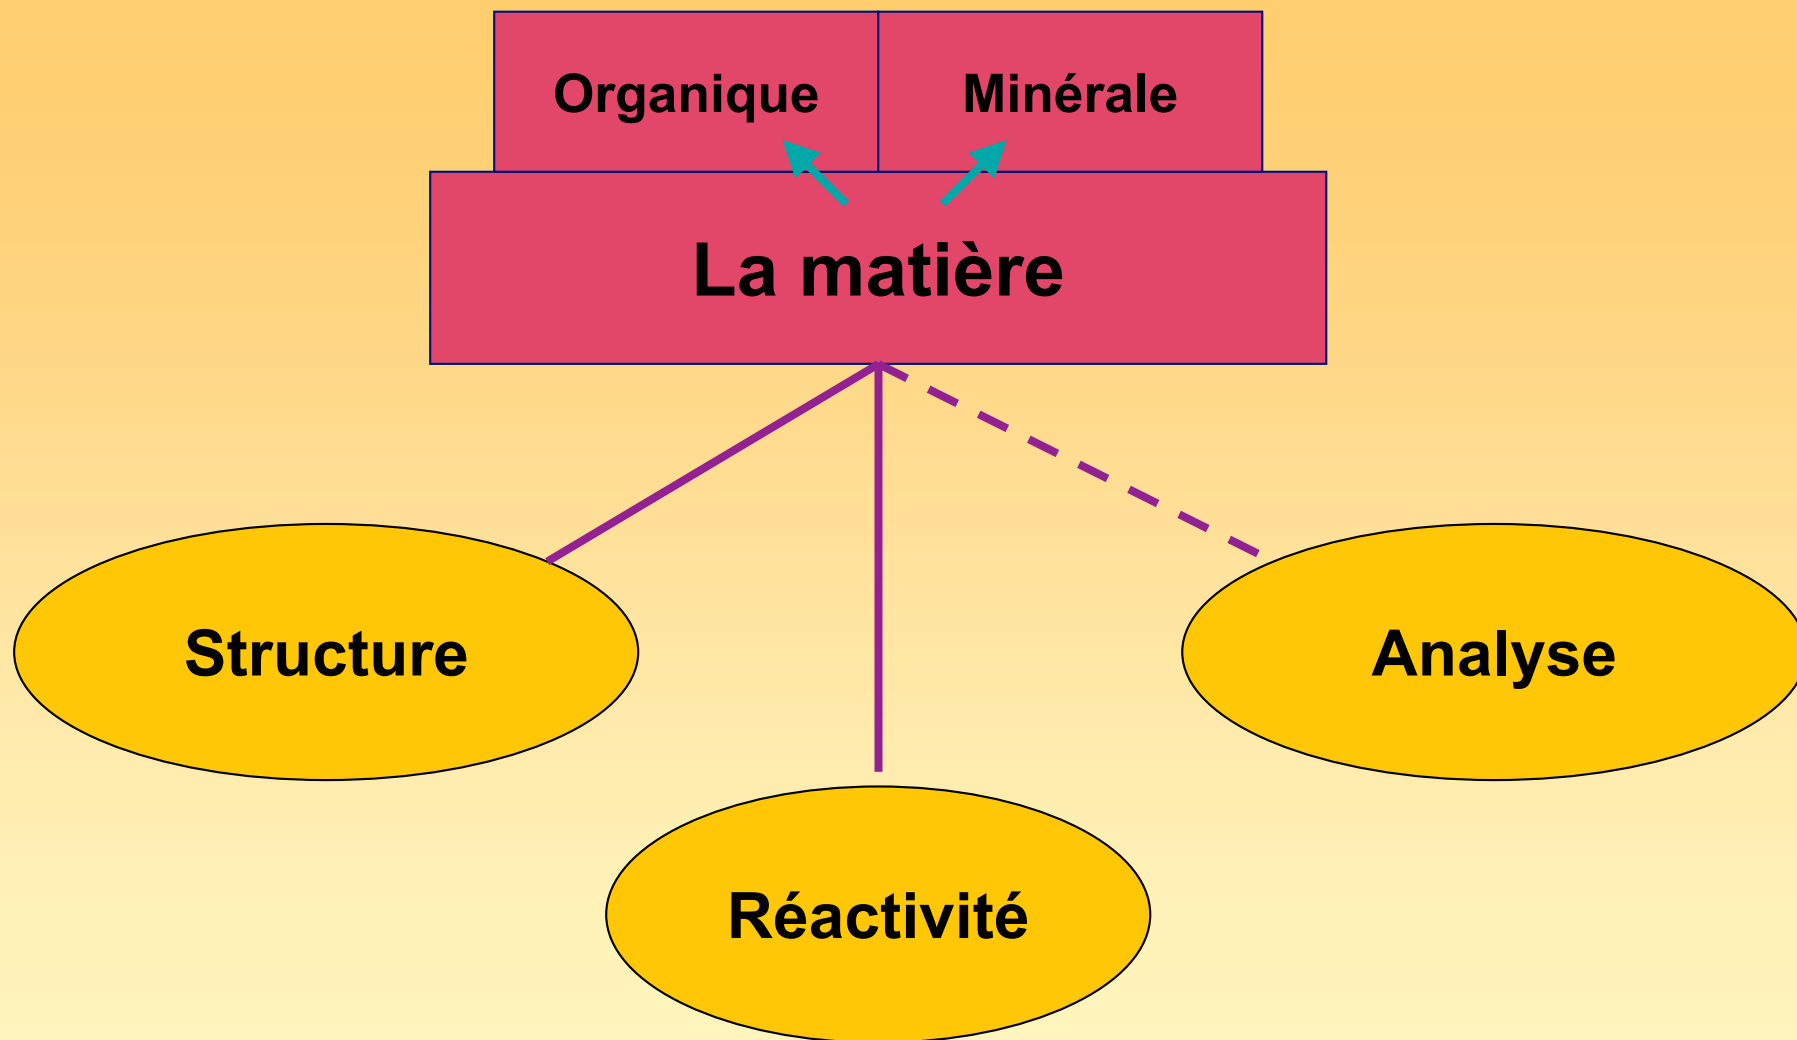 Organique
Minérale
La matière
Structure
Analyse
Réactivité